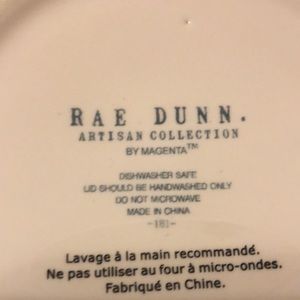 RAE DUNN.
ARTISAN COLLECTION
BY MAGENTA™
DISHWASHER SAFE
LID SHOULD BE HANDWASHED ONLY
DO NOT MICROWAVE
MADE IN CHINA
-181-
Lavage à la main recommandé.
Ne pas utiliser au four à micro-ondes.
Fabriqué en Chine.